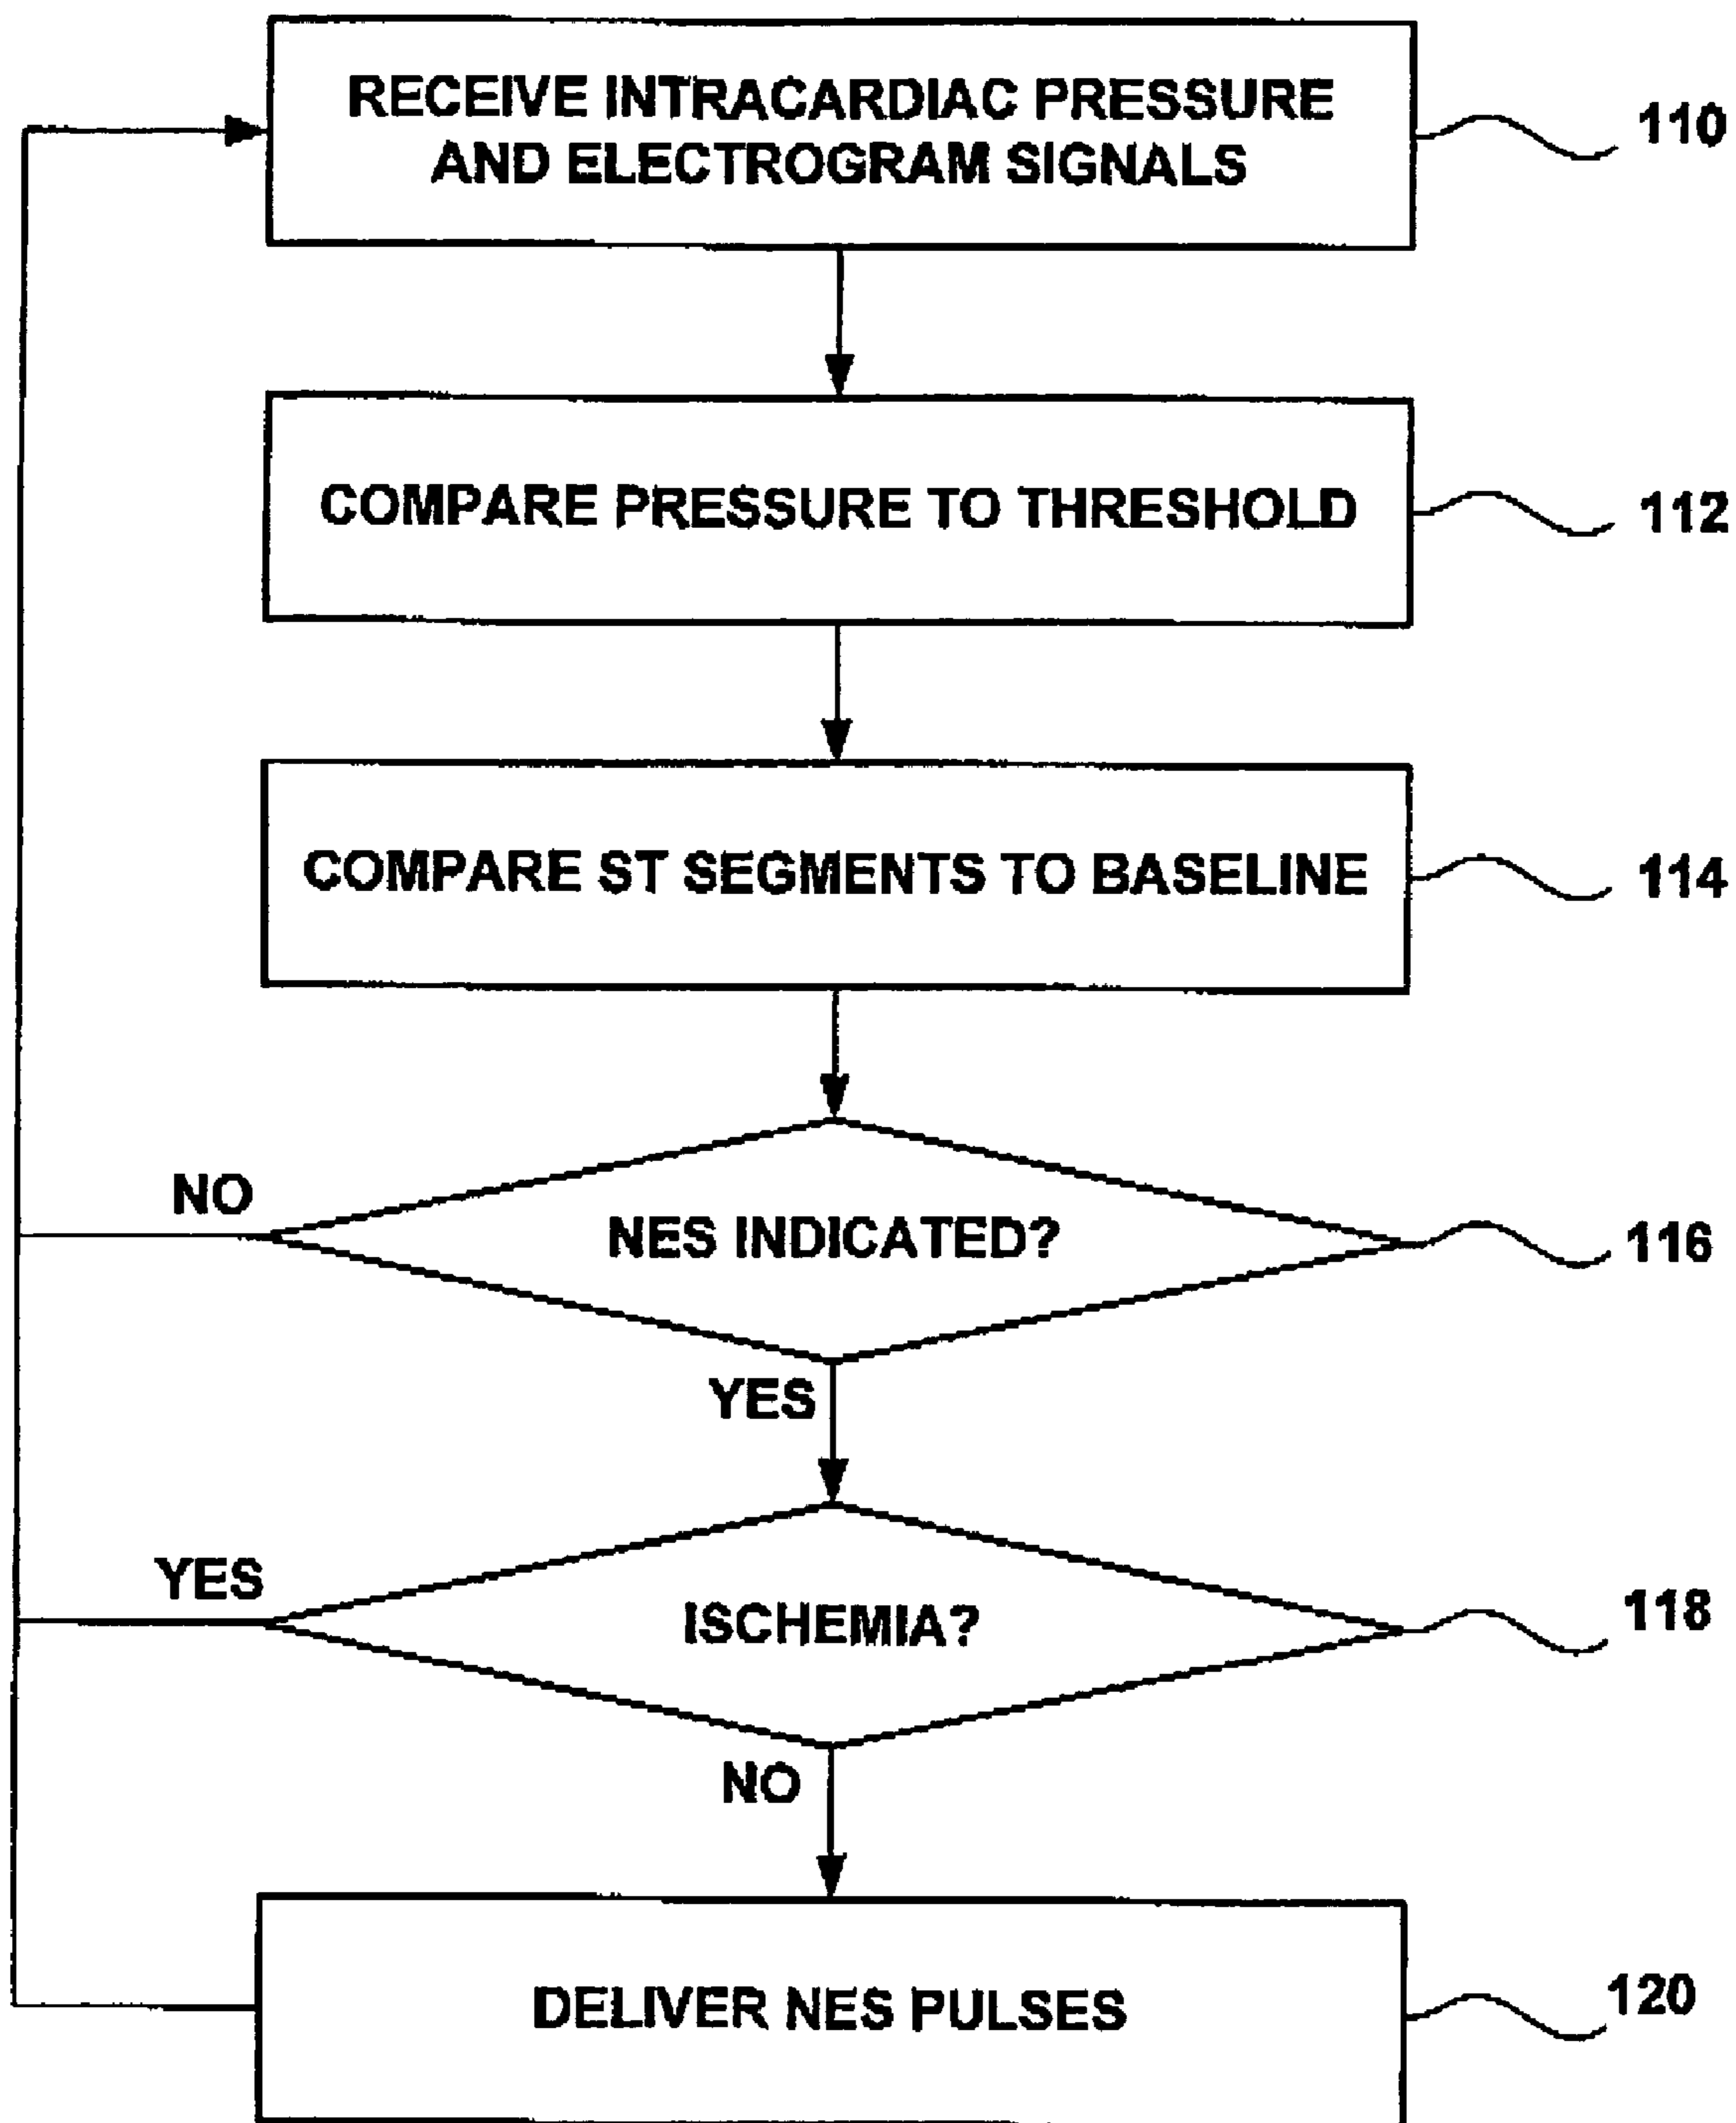 RECEIVE INTRACARDIAC PRESSURE
AND ELECTROGRAM SIGNALS
110
COMPARE PRESSURE TO THRESHOLD
112
COMPARE ST SEGMENTS TO BASELINE
114
NO
NES INDICATED?
116
YES
YES
ISCHEMIA?
118
NO
DELIVER NES PULSES
120